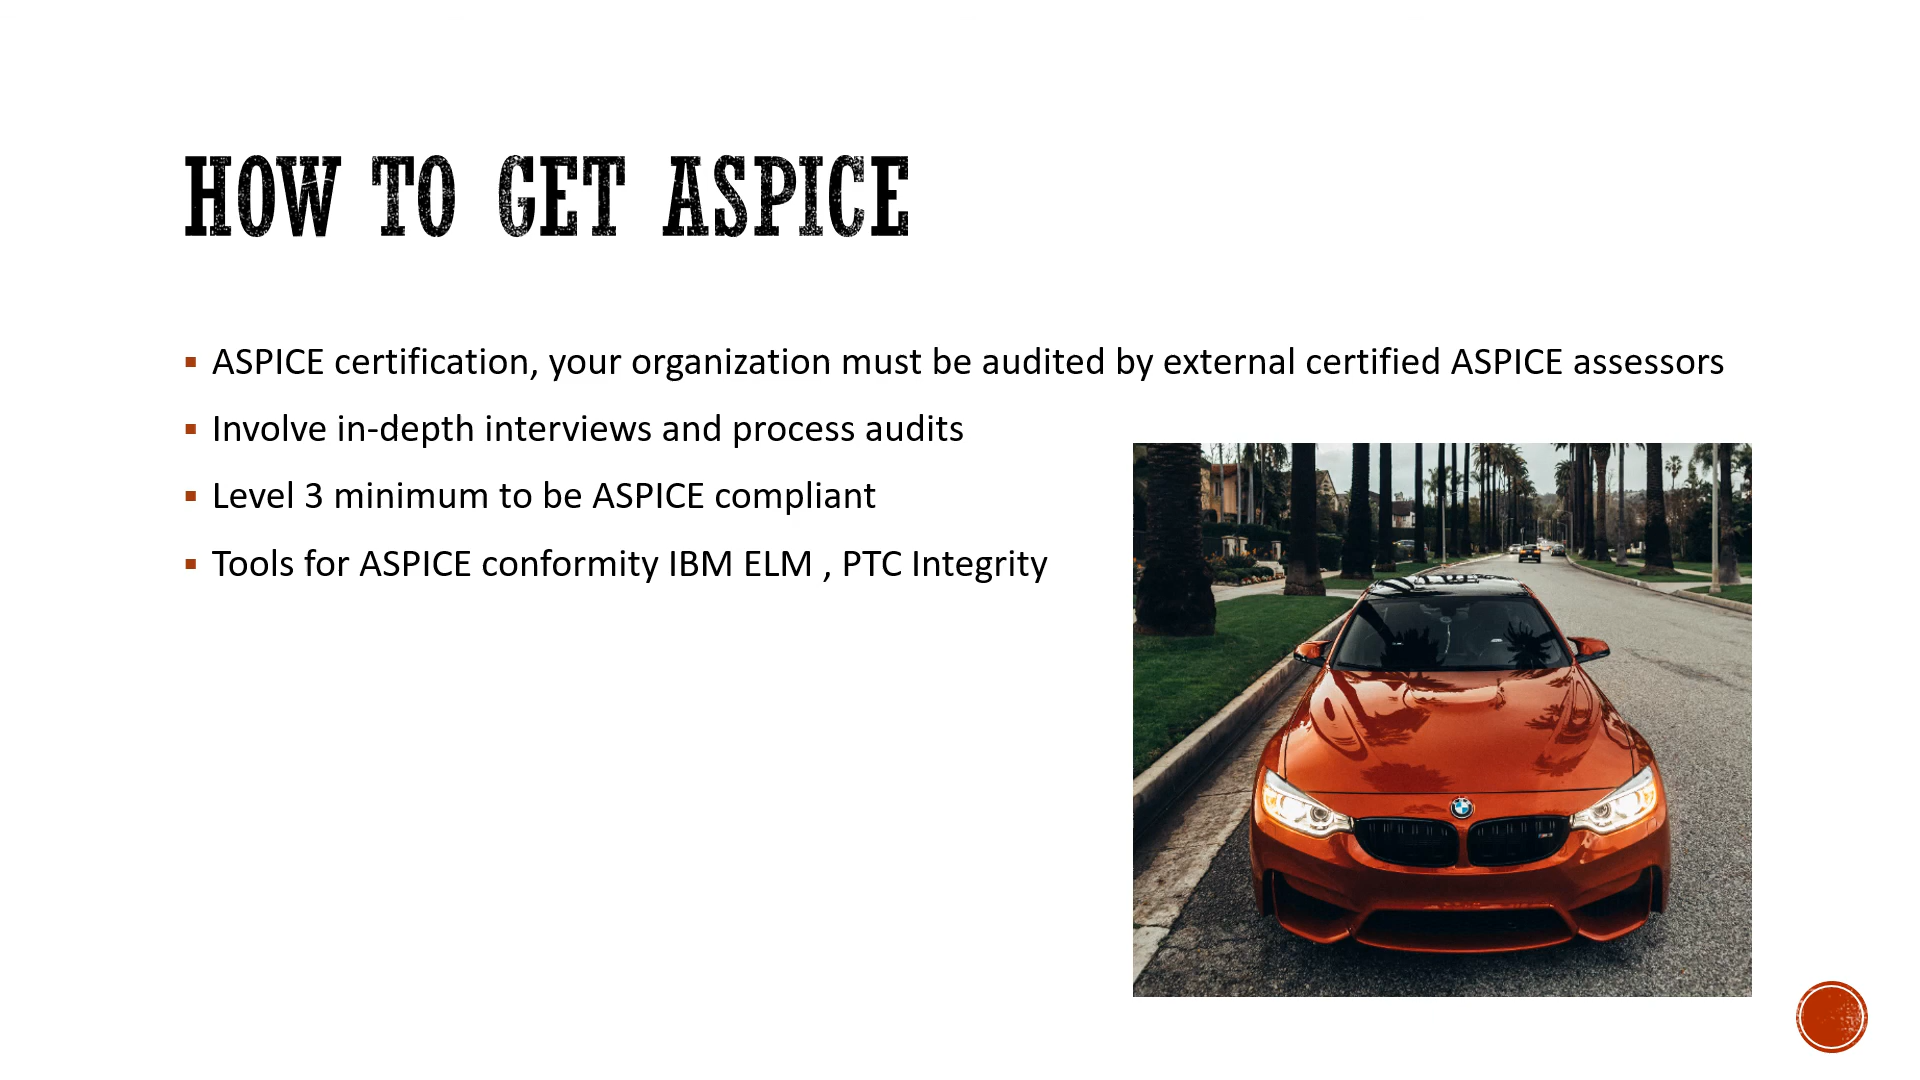 HOW TO GET ASPICE
ASPICE certification, your organization must be audited by external certified ASPICE assessors
Involve in-depth interviews and process audits
Level 3 minimum to be ASPICE compliant
Tools for ASPICE conformity IBM ELM , PTC Integrity